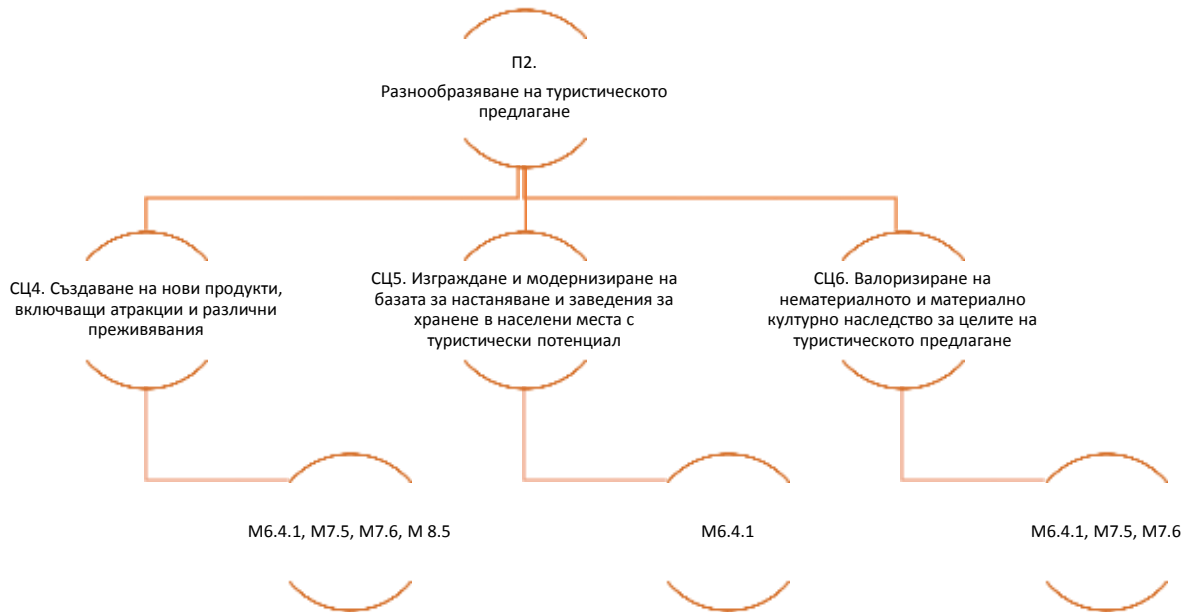 П2.
Разнообразяване на туристическото
предлагане
СЦ4. Създаване на нови продукти,
включващи атракции и различни
преживявания
СЦ5. Изграждане и модернизиране на
базата за настаняване и заведения за
хранене в населени места с
туристически потенциал
СЦ6. Валоризиране на
нематериалното и материално
културно наследство за целите на
туристическото предлагане
М6.4.1, М7.5, М7.6, М 8.5
М6.4.1
М6.4.1, М7.5, М7.6